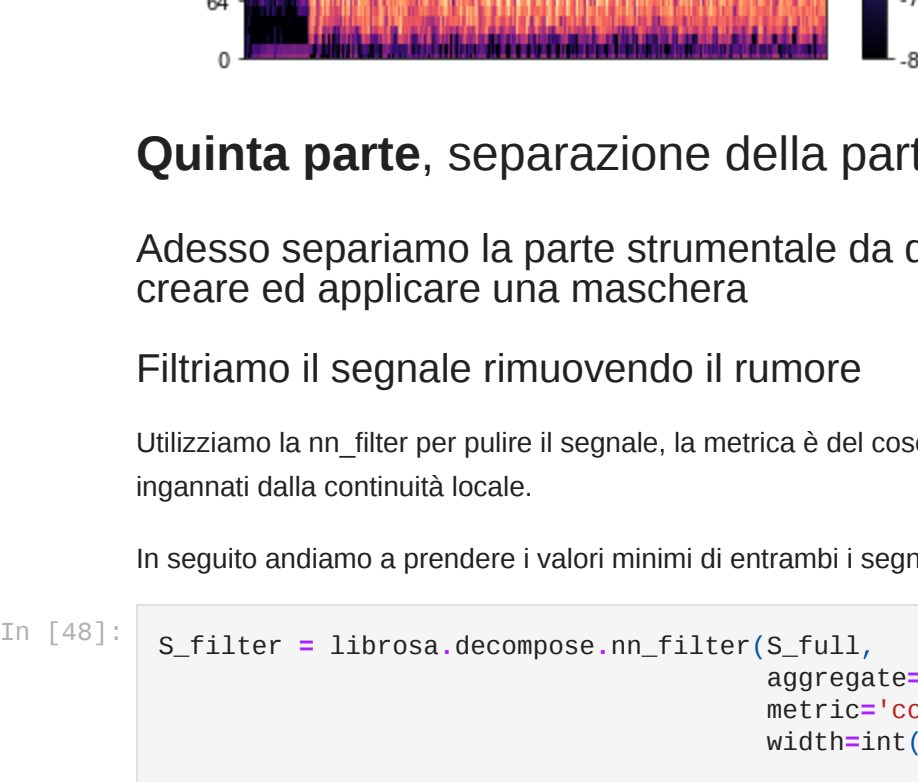 64
0
Quinta parte, separazione della part
Adesso separiamo la parte strumentale da
creare ed applicare una maschera
Filtriamo il segnale rimuovendo il rumore
Utilizziamo la nn_filter per pulire il segnale, la metrica è del cos
ingannati dalla continuità locale.
In seguito andiamo a prendere i valori minimi di entrambi i segn
In [48]:
S_filter = librosa.decompose.nn_filter(S_full,
aggregate=
metric='co
width=int(